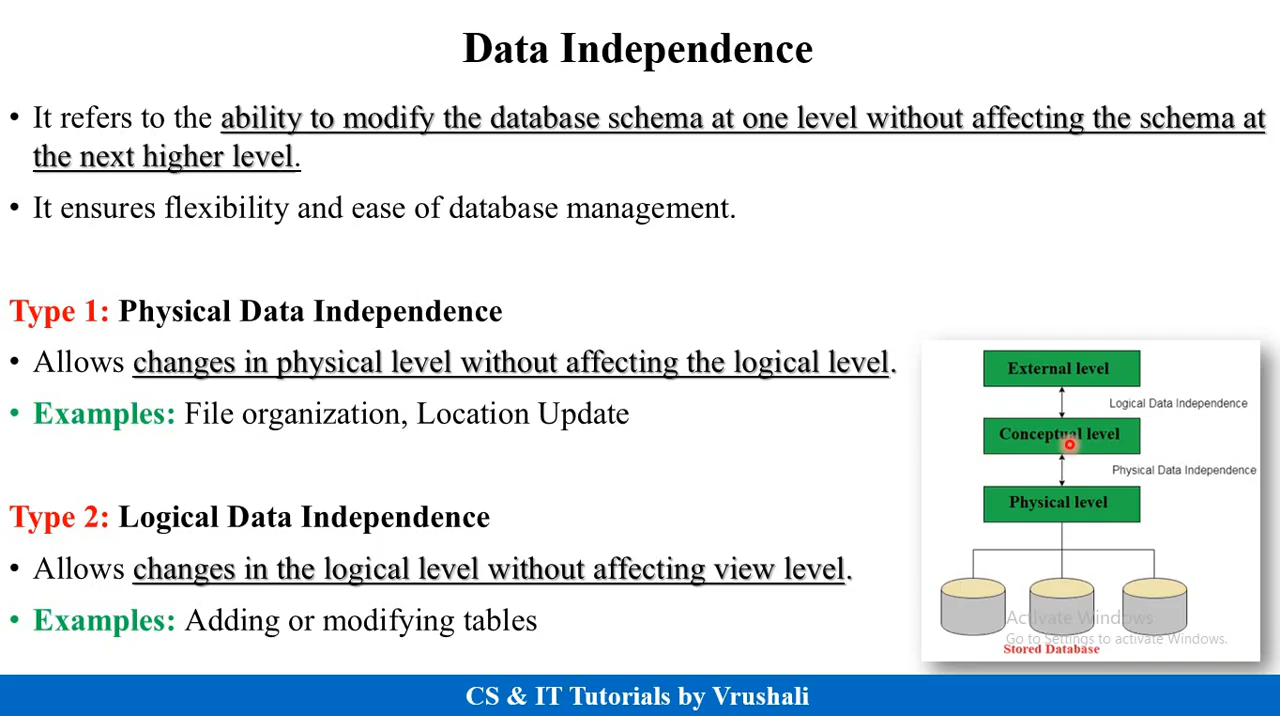 Data Independence
• It refers to the ability to modify the database schema at one level without affecting the schema at
the next higher level.
• It ensures flexibility and ease of database management.
Type 1: Physical Data Independence
• Allows changes in physical level without affecting the logical level.
• Examples: File organization, Location Update
Type 2: Logical Data Independence
• Allows changes in the logical level without affecting view level.
• Examples: Adding or modifying tables
External level
Logical Data Independence
Conceptual level
Physical Data Independence
Physical level
Activate Windows
Go to Settings to activate Windows.
Stored Database
CS & IT Tutorials by Vrushali